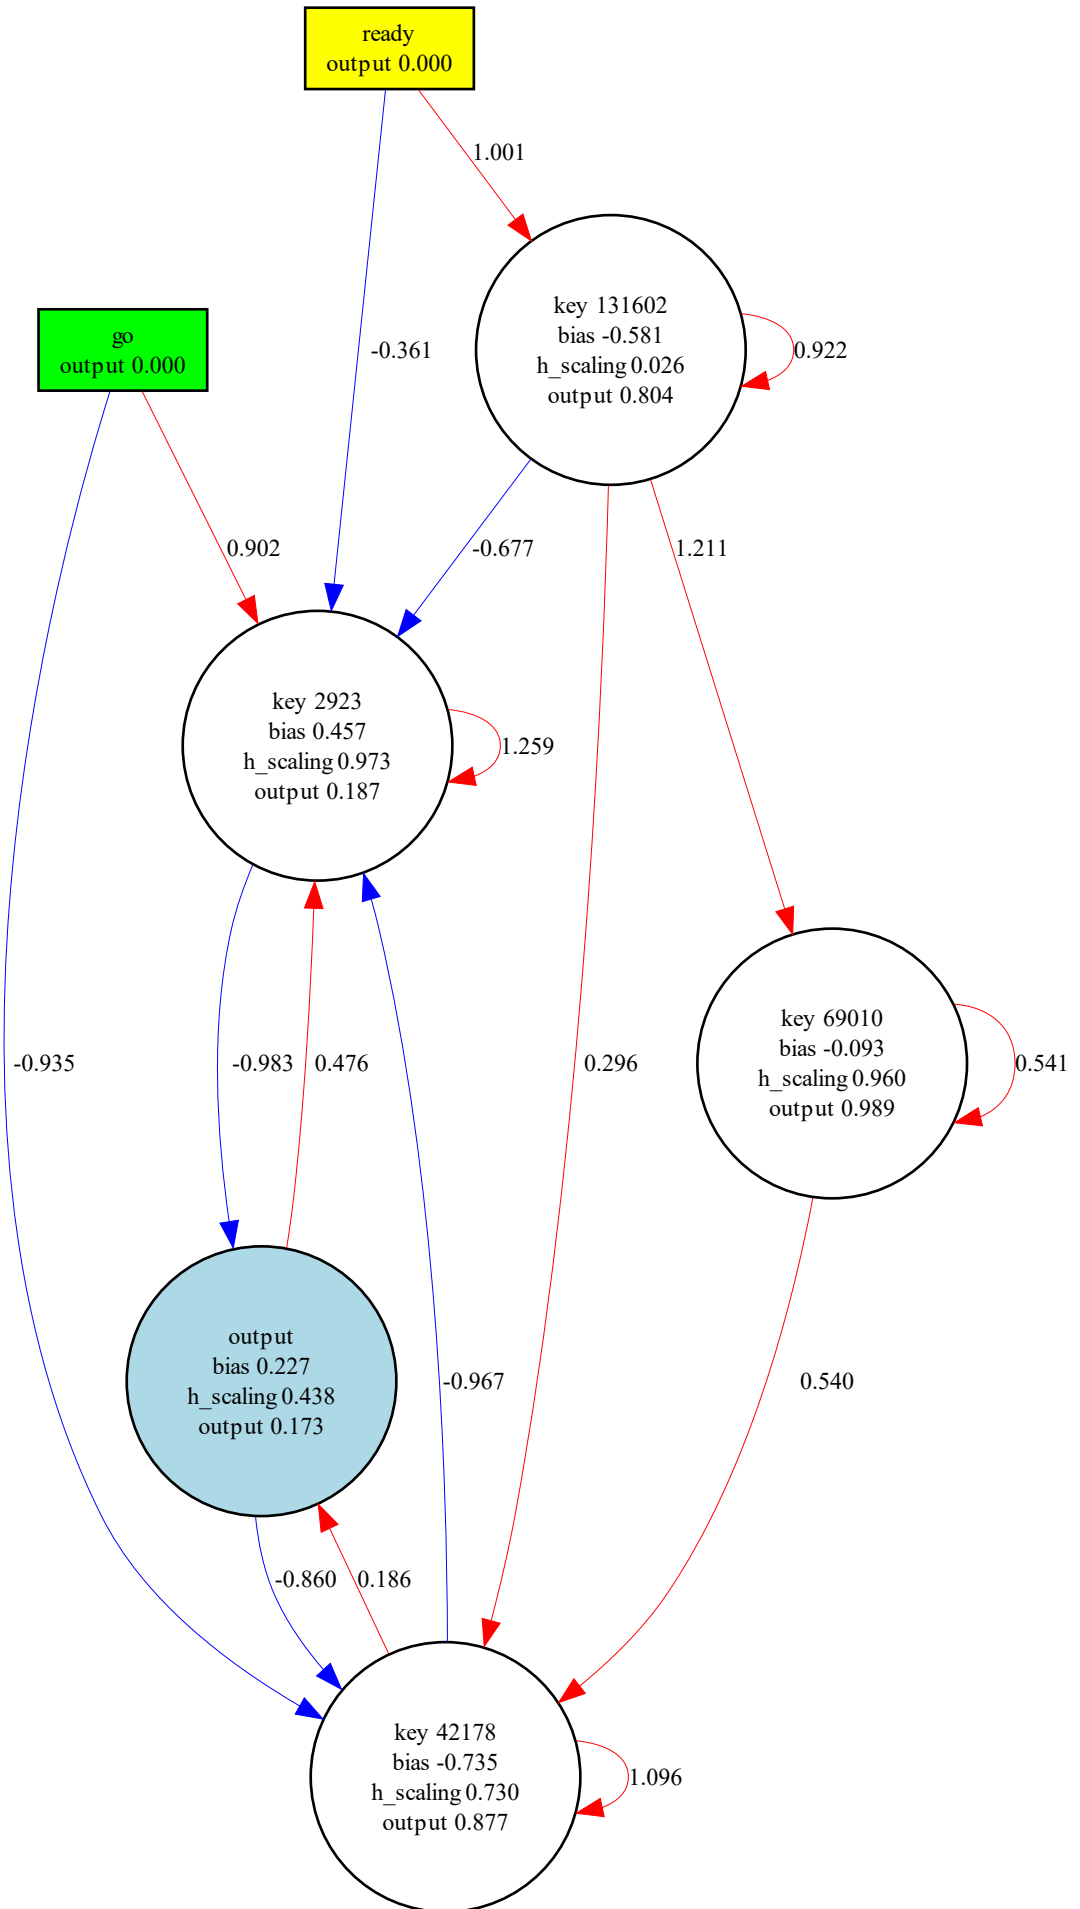 ready
output 0.000
1.001
key 131602
bias -0.581
h_scaling 0.026
output 0.804
0.922
go
output 0.000
-0.361
0.902
-0.677
1.211
key 2923
bias 0.457
h_scaling 0.973
output 0.187
1.259
key 69010
bias -0.093
h_scaling 0.960
output 0.989
0.541
-0.935
-0.983
0.476
0.296
output
bias 0.227
h_scaling 0.438
output 0.173
-0.967
0.540
-0.860
0.186
key 42178
bias -0.735
h_scaling 0.730
output 0.877
1.096